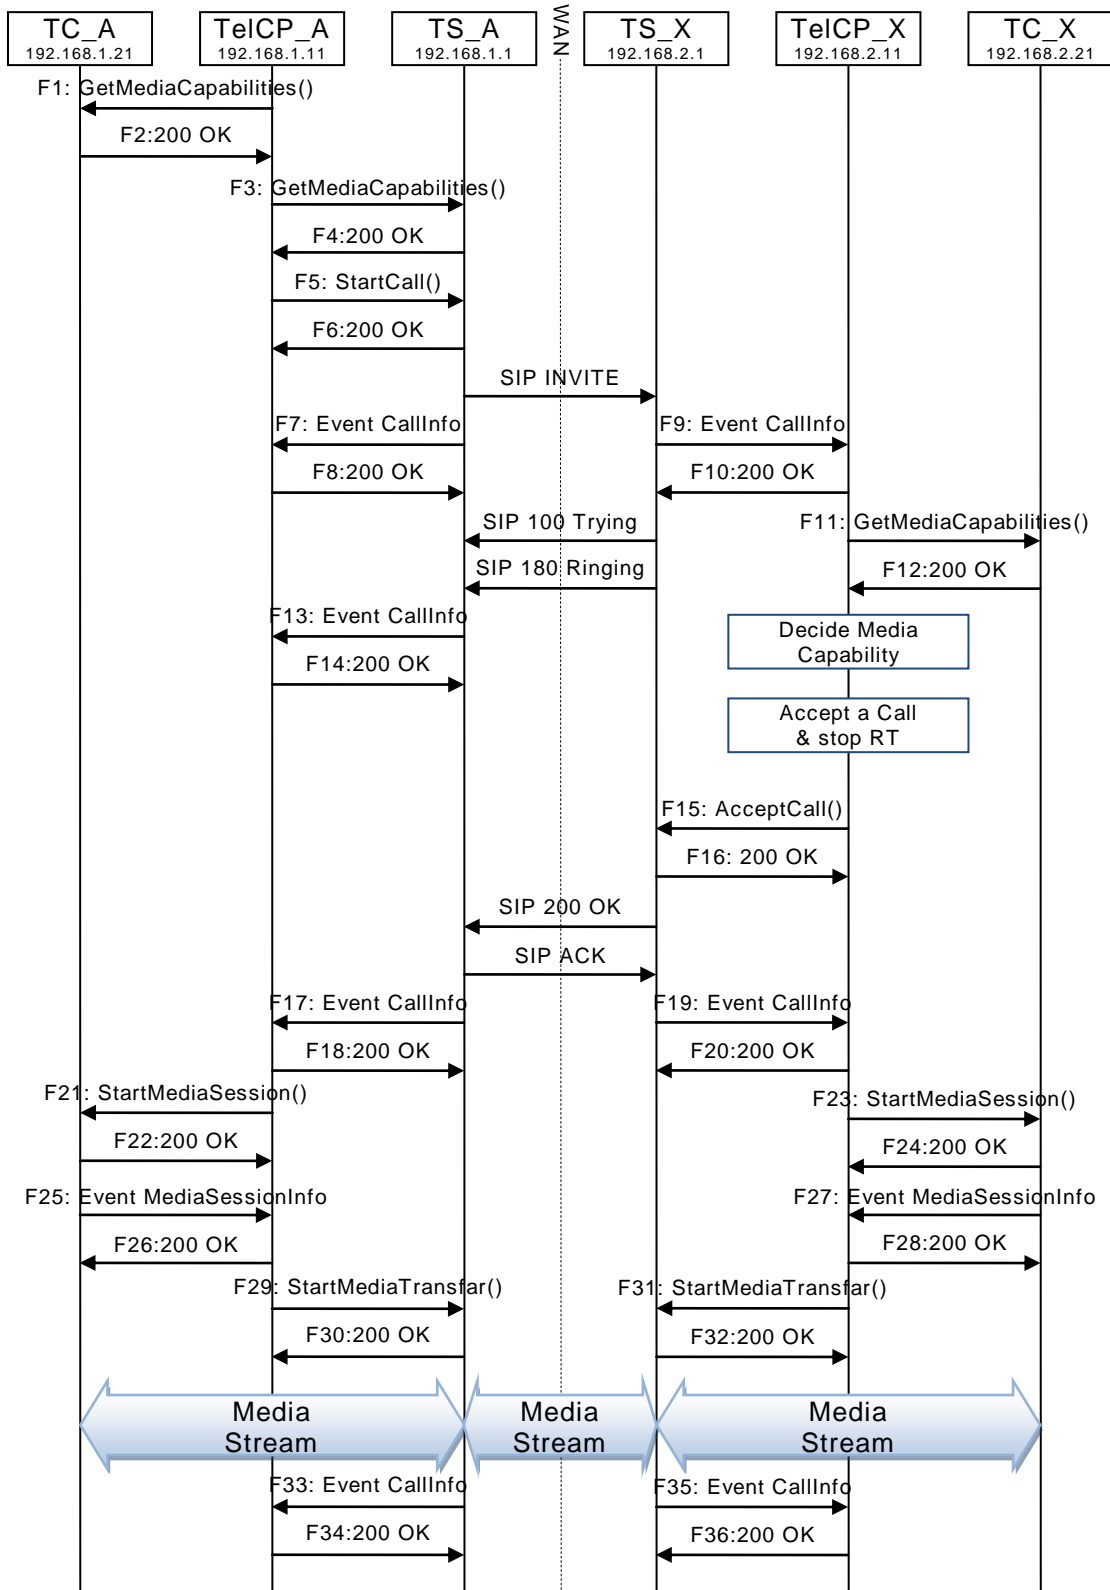 WAN
TC_A
192.168.1.21
TelCP_A
192.168.1.11
TS_A
192.168.1.1
TS_X
192.168.2.1
TelCP_X
192.168.2.11
TC_X
192.168.2.21
F1: GetMediaCapabilities()
F2:200 OK
F3: GetMediaCapabilities()
F4:200 OK
F5: StartCall()
F6:200 OK
SIP INVITE
F7: Event CallInfo
F9: Event CallInfo
F8:200 OK
F10:200 OK
SIP 100 Trying
F11: GetMediaCapabilities()
SIP 180 Ringing
F12:200 OK
F13: Event CallInfo
Decide Media
Capability
F14:200 OK
Accept a Call
& stop RT
F15: AcceptCall()
F16: 200 OK
SIP 200 OK
SIP ACK
F17: Event CallInfo
F19: Event CallInfo
F18:200 OK
F20:200 OK
F21: StartMediaSession()
F23: StartMediaSession()
F22:200 OK
F24:200 OK
F25: Event MediaSessionInfo
F27: Event MediaSessionInfo
F26:200 OK
F28:200 OK
F29: StartMediaTransfar()
F31: StartMediaTransfar()
F30:200 OK
F32:200 OK
Media
Stream
Media
Stream
Media
Stream
F33: Event CallInfo
F35: Event CallInfo
F34:200 OK
F36:200 OK